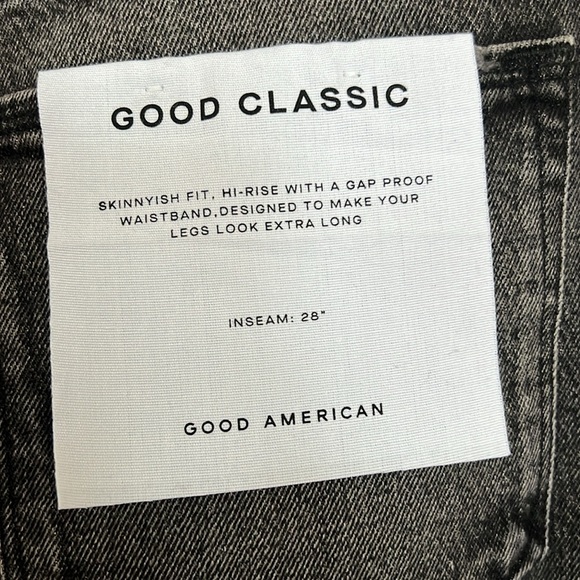 GOOD CLASSIC
SKINNYISH FIT, HI-RISE WITH A GAP PROOF
WAISTBAND,DESIGNED TO MAKE YOUR
LEGS LOOK EXTRA LONG
INSEAM: 28"
GOOD AMERICAN